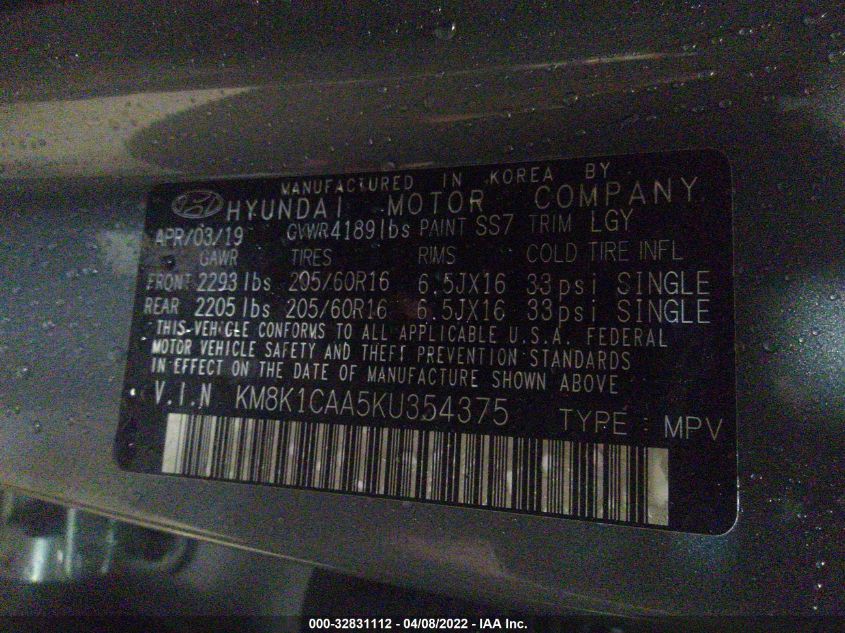 MANUFACTURED IN KOREA BY
HYUNDAI MOTOR COMPANY
APR/03/19 GVWR 4189 lbs PAINT SS7 TRIM LGY
GAWR TIRES RIMS COLD TIRE INFL
FRONT 2293 lbs 205/60R16 6.5JX16 33psi SINGLE
REAR 2205 lbs 205/60R16 6.5JX16 33psi SINGLE
THIS VEHICLE CONFORMS TO ALL APPLICABLE U.S.A. FEDERAL
MOTOR VEHICLE SAFETY AND THEFT PREVENTION STANDARDS
IN EFFECT ON THE DATE OF MANUFACTURE SHOWN ABOVE
V.I.N KM8K1CAA5KU354375 TYPE : MPV
000-32831112 - 04/08/2022 - IAA Inc.